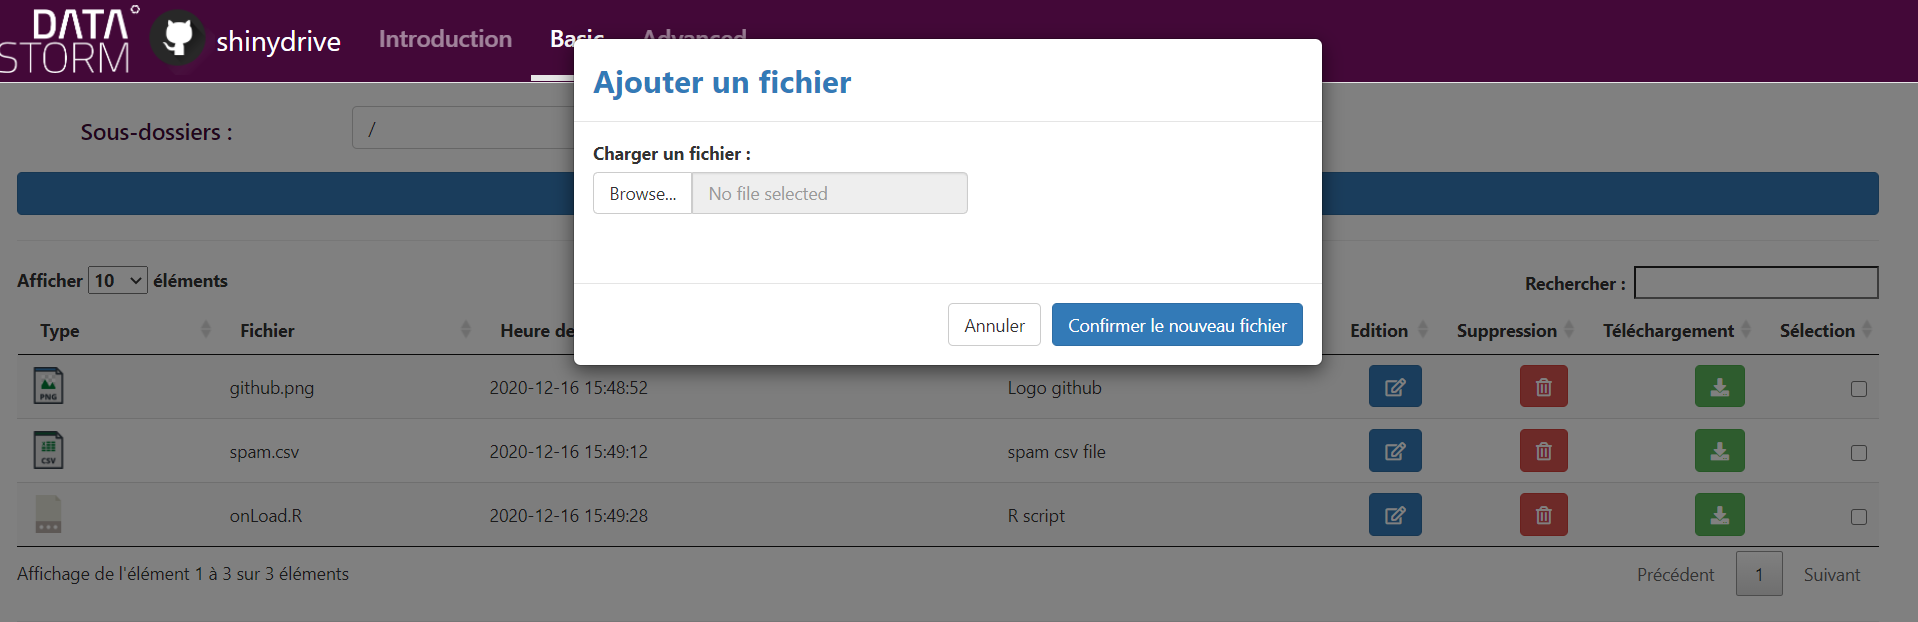 DATA
STORM
shinydrive Introduction Basic Advanced
Ajouter un fichier
Sous-dossiers : /
Charger un fichier :
Browse... No file selected
Afficher 10 éléments
Rechercher :
Annuler Confirmer le nouveau fichier
Type Fichier Heure de Edition Suppression Téléchargement Sélection
PNG github.png 2020-12-16 15:48:52 Logo github
CSV spam.csv 2020-12-16 15:49:12 spam csv file
onLoad.R 2020-12-16 15:49:28 R script
Affichage de l'élément 1 à 3 sur 3 éléments
Précédent 1 Suivant